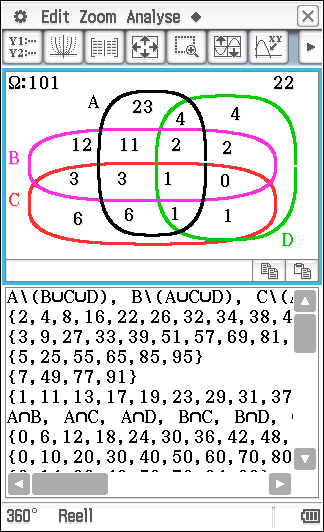 Edit Zoom Analyse ◆
Y1:--- Y2:---
Ω:101 22
A 23 4 4
B 12 11 2 2
3 3 1 0
C
6 6 1 1
D
A\(B∪C∪D), B\(A∪C∪D), C\(A
{2,4,8,16,22,26,32,34,38,4
{3,9,27,33,39,51,57,69,81,
{5,25,55,65,85,95}
{7,49,77,91}
{1,11,13,17,19,23,29,31,37
A∩B, A∩C, A∩D, B∩C, B∩D,
{0,6,12,18,24,30,36,42,48,
{0,10,20,30,40,50,60,70,80
360° Reell